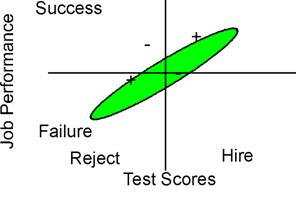 Success
Job Performance
-
+
+
-
Failure
Reject
Hire
Test Scores